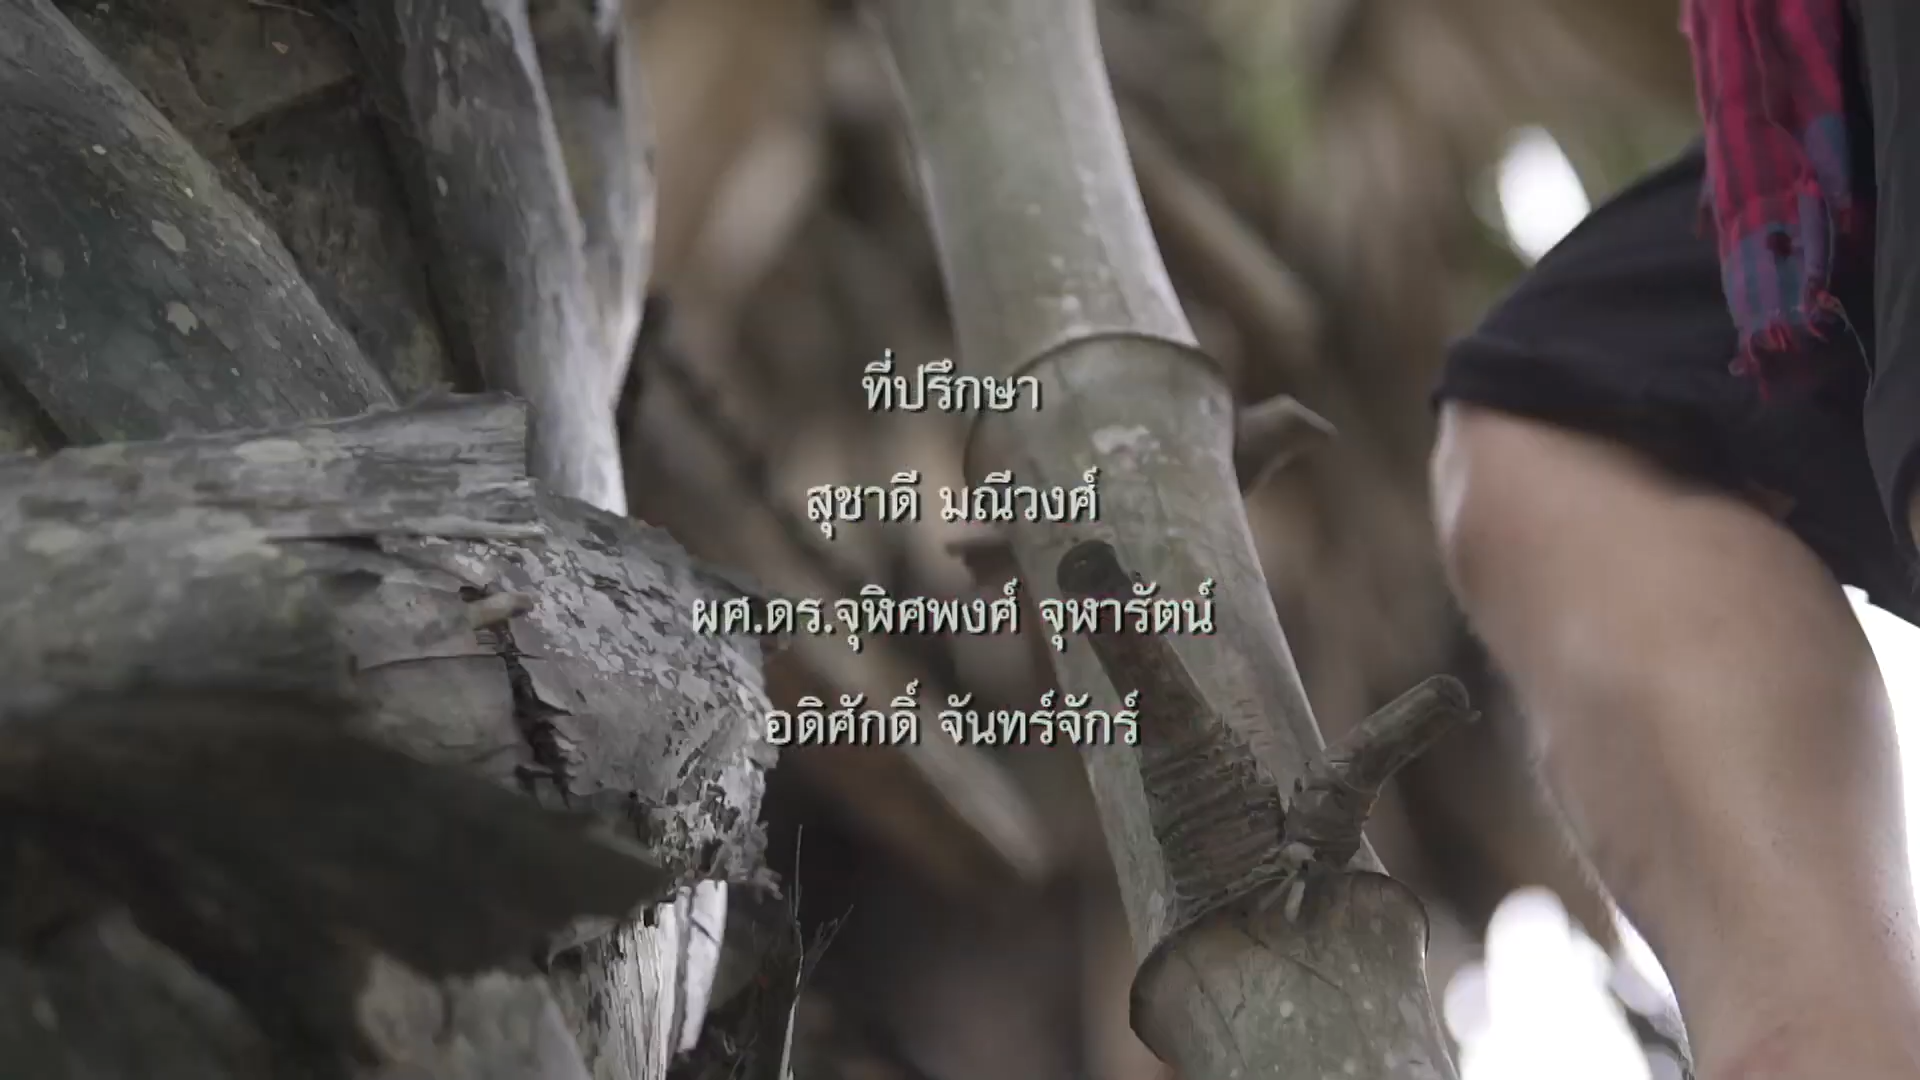 ที่ปรึกษา
สุชาดี มณีวงศ์
ผศ.ดร.จุฬิศพงศ์ จุฬารัตน์
อดิศักดิ์ จันทร์จักร์